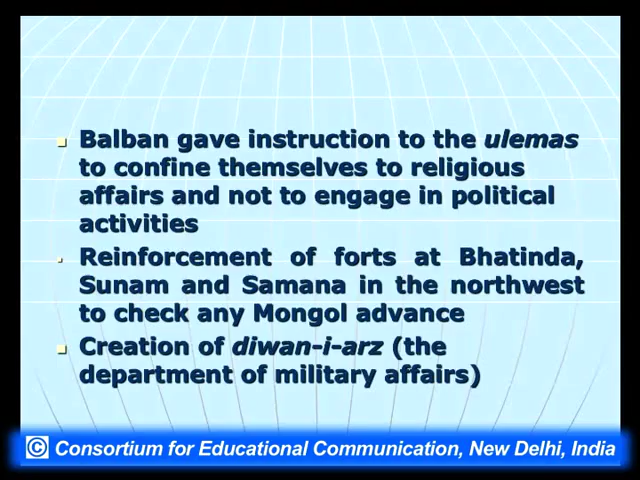 Balban gave instruction to the ulemas
to confine themselves to religious
affairs and not to engage in political
activities
Reinforcement of forts at Bhatinda,
Sunam and Samana in the northwest
to check any Mongol advance
Creation of diwan-i-arz (the
department of military affairs)
© Consortium for Educational Communication, New Delhi, India